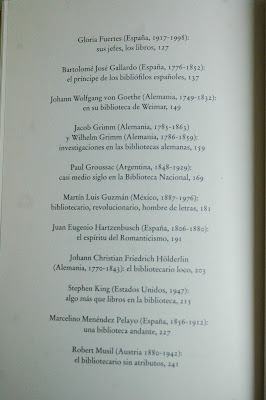 Gloria Fuertes (España, 1917-1998):
sus jefes, los libros, 127
Bartolomé José Gallardo (España, 1776-1852):
el príncipe de los bibliófilos españoles, 137
Johann Wolfgang von Goethe (Alemania, 1749-1832):
en su biblioteca de Weimar, 149
Jacob Grimm (Alemania, 1785-1863)
y Wilhelm Grimm (Alemania, 1786-1859):
investigaciones en las bibliotecas alemanas, 159
Paul Groussac (Argentina, 1848-1929):
casi medio siglo en la Biblioteca Nacional, 169
Martín Luis Guzmán (México, 1887-1976):
bibliotecario, revolucionario, hombre de letras, 181
Juan Eugenio Hartzenbusch (España, 1806-1880):
el espíritu del Romanticismo, 191
Johann Christian Friedrich Hölderlin
(Alemania, 1770-1843): el bibliotecario loco, 203
Stephen King (Estados Unidos, 1947):
algo más que libros en la biblioteca, 215
Marcelino Menéndez Pelayo (España, 1856-1912):
una biblioteca andante, 227
Robert Musil (Austria 1880-1942):
el bibliotecario sin atributos, 241